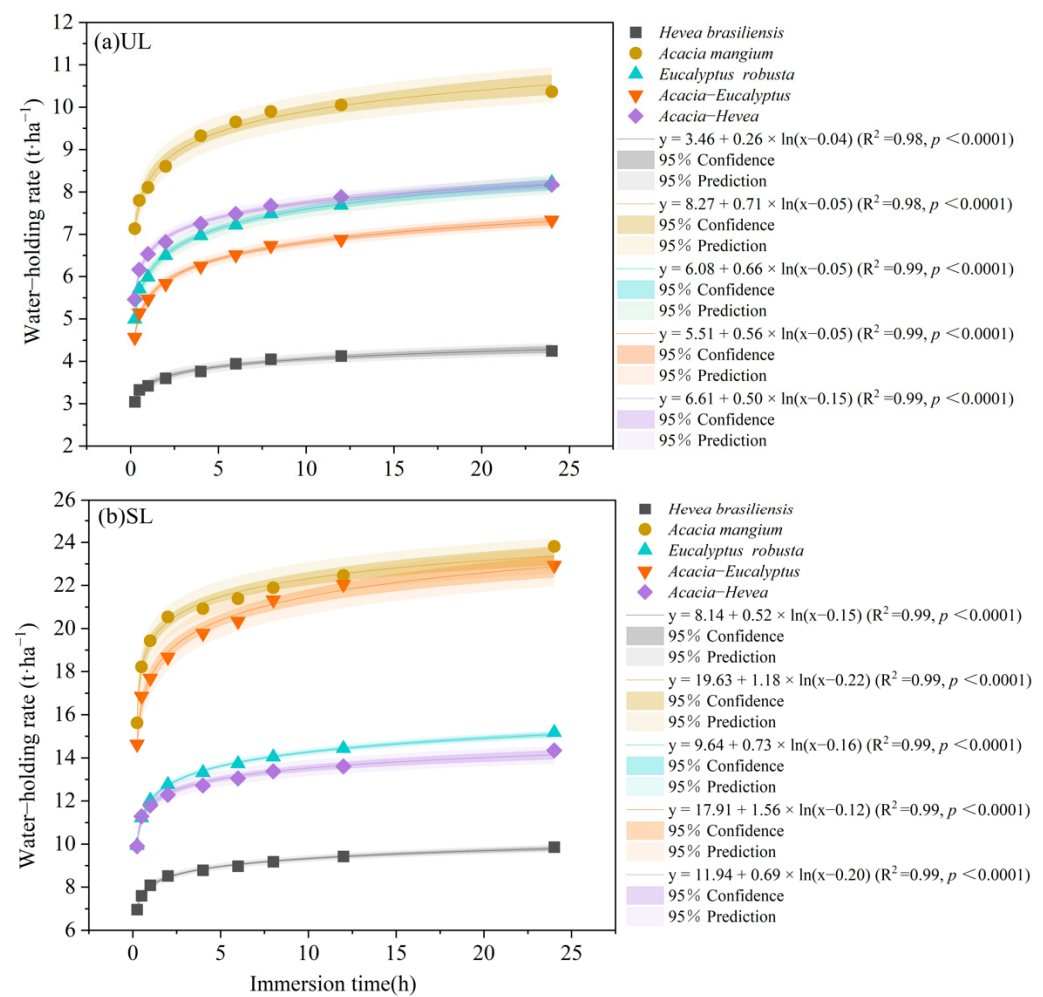 (a)UL
Water−holding rate (t·ha⁻¹)
12
11
10
9
8
7
6
5
4
3
2
0
5
10
15
20
25
Hevea brasiliensis
Acacia mangium
Eucalyptus robusta
Acacia−Eucalyptus
Acacia−Hevea
y = 3.46 + 0.26 × ln(x−0.04) (R² =0.98, p <0.0001)
95% Confidence
95% Prediction
y = 8.27 + 0.71 × ln(x−0.05) (R² =0.98, p <0.0001)
95% Confidence
95% Prediction
y = 6.08 + 0.66 × ln(x−0.05) (R² =0.99, p <0.0001)
95% Confidence
95% Prediction
y = 5.51 + 0.56 × ln(x−0.05) (R² =0.99, p <0.0001)
95% Confidence
95% Prediction
y = 6.61 + 0.50 × ln(x−0.15) (R² =0.99, p <0.0001)
95% Confidence
95% Prediction
(b)SL
Water−holding rate (t·ha⁻¹)
26
24
22
20
18
16
14
12
10
8
6
0
5
10
15
20
25
Immersion time(h)
Hevea brasiliensis
Acacia mangium
Eucalyptus robusta
Acacia−Eucalyptus
Acacia−Hevea
y = 8.14 + 0.52 × ln(x−0.15) (R² =0.99, p <0.0001)
95% Confidence
95% Prediction
y = 19.63 + 1.18 × ln(x−0.22) (R² =0.99, p <0.0001)
95% Confidence
95% Prediction
y = 9.64 + 0.73 × ln(x−0.16) (R² =0.99, p <0.0001)
95% Confidence
95% Prediction
y = 17.91 + 1.56 × ln(x−0.12) (R² =0.99, p <0.0001)
95% Confidence
95% Prediction
y = 11.94 + 0.69 × ln(x−0.20) (R² =0.99, p <0.0001)
95% Confidence
95% Prediction